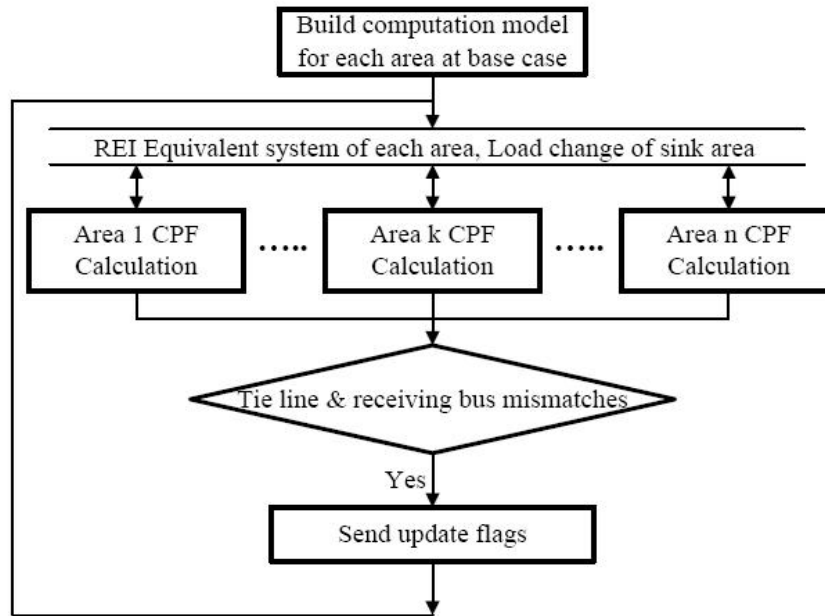 Build computation model
for each area at base case
REI Equivalent system of each area, Load change of sink area
Area 1 CPF
Calculation
.....
Area k CPF
Calculation
.....
Area n CPF
Calculation
Tie line & receiving bus mismatches
Yes
Send update flags